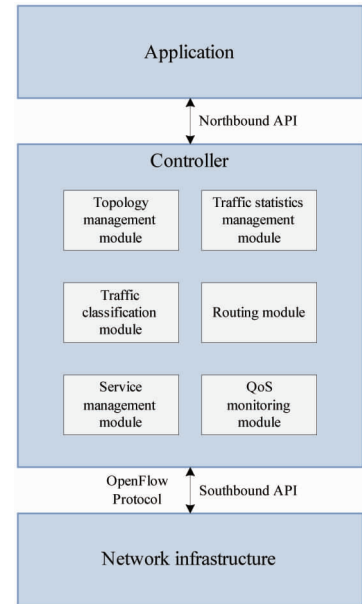 Application
Northbound API
Controller
Topology
management
module
Traffic statistics
management
module
Traffic
classification
module
Routing module
Service
management
module
QoS
monitoring
module
OpenFlow
Protocol
Southbound API
Network infrastructure